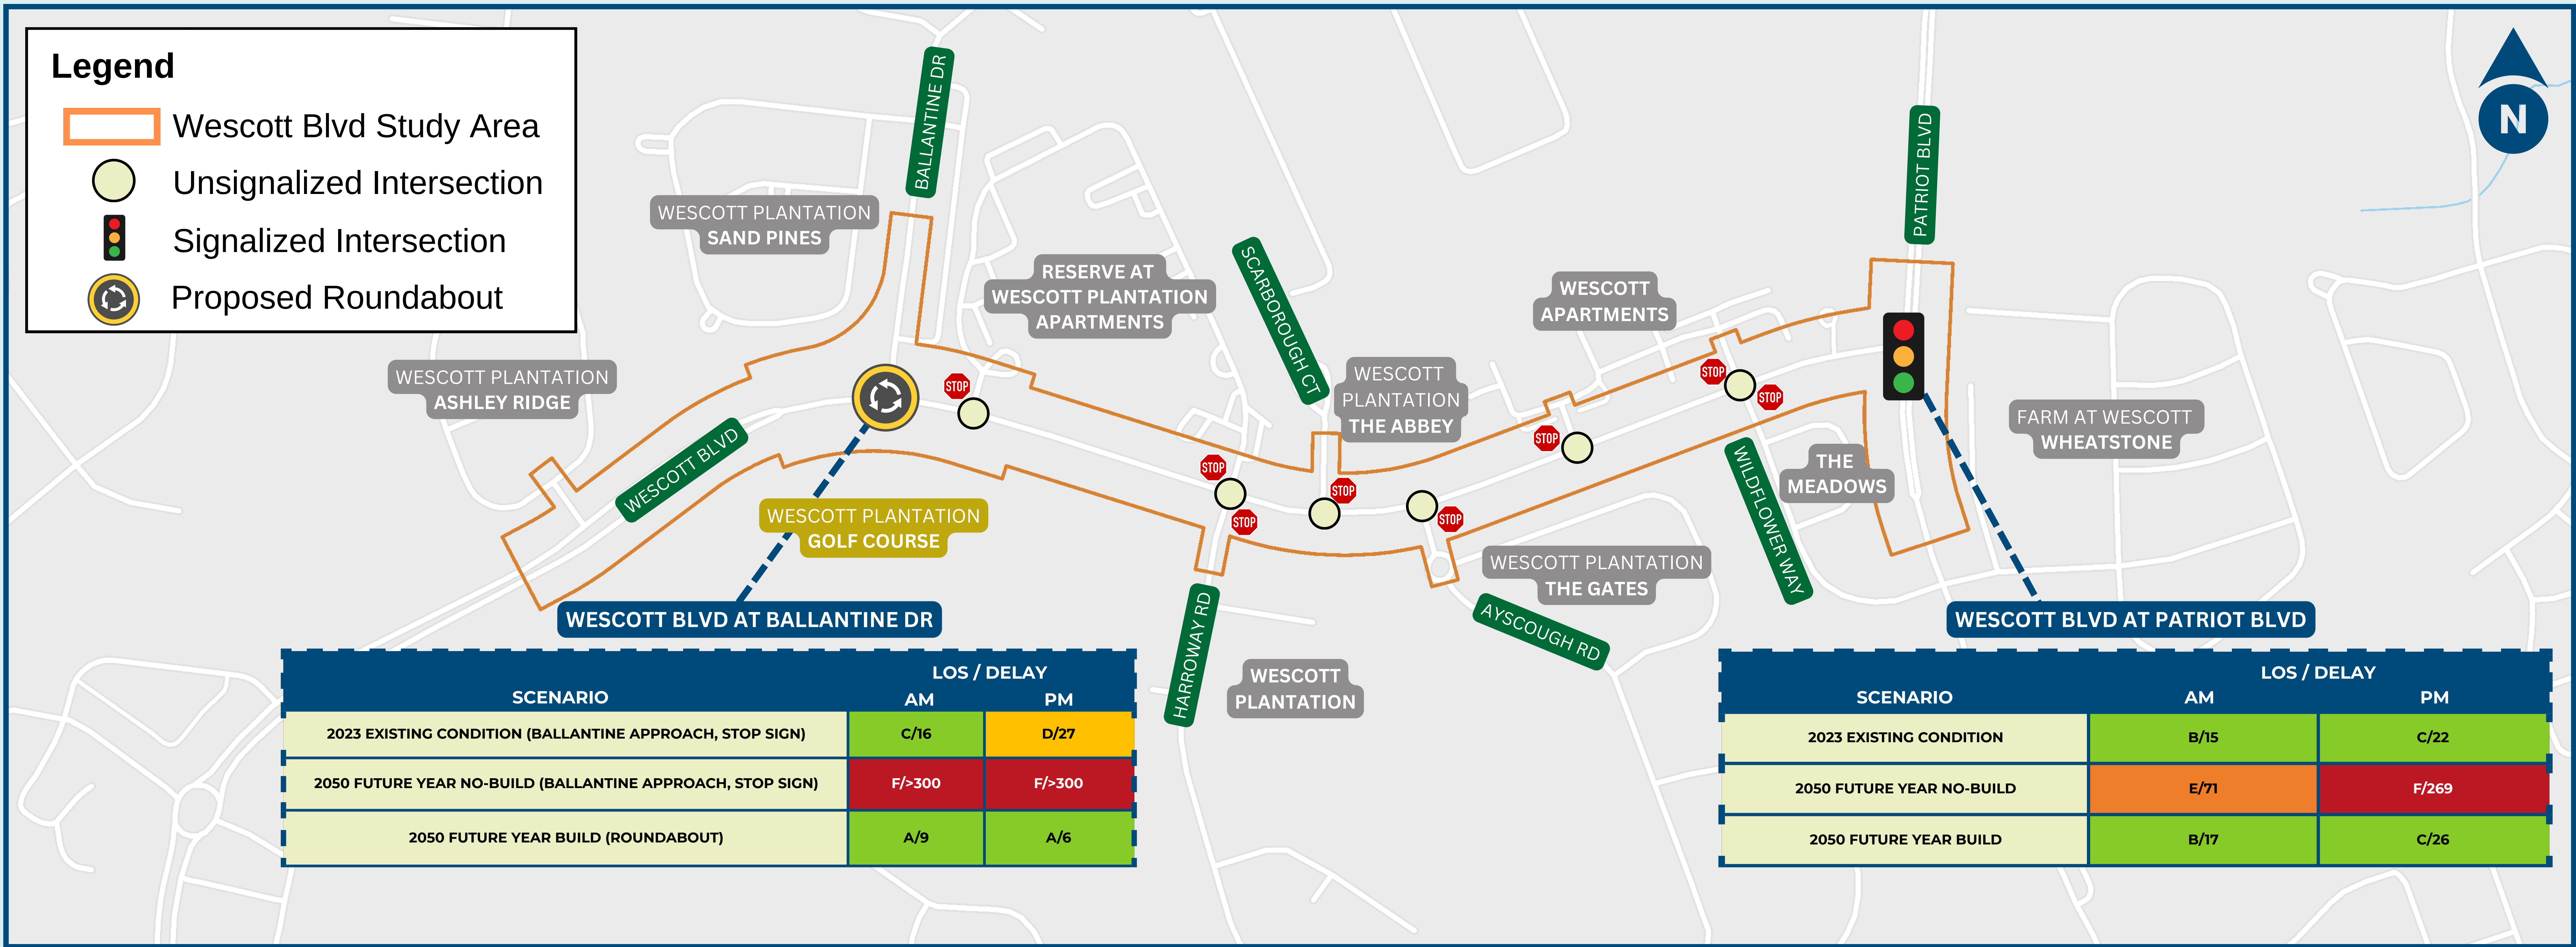 Legend
Wescott Blvd Study Area
Unsignalized Intersection
Signalized Intersection
Proposed Roundabout
N
BALLANTINE DR
PATRIOT BLVD
WESCOTT PLANTATION
SAND PINES
RESERVE AT
WESCOTT PLANTATION
APARTMENTS
SCARBOROUGH CT
WESCOTT
APARTMENTS
WESCOTT PLANTATION
ASHLEY RIDGE
WESCOTT
PLANTATION
THE ABBEY
STOP
STOP
STOP
STOP
STOP
STOP
STOP
STOP
FARM AT WESCOTT
WHEATSTONE
WESCOTT BLVD
THE
MEADOWS
WILDFLOWER WAY
WESCOTT PLANTATION
GOLF COURSE
WESCOTT PLANTATION
THE GATES
AYSCOUGH RD
HARROWAY RD
WESCOTT
PLANTATION
WESCOTT BLVD AT BALLANTINE DR
SCENARIO LOS / DELAY
AM PM
2023 EXISTING CONDITION (BALLANTINE APPROACH, STOP SIGN) C/16 D/27
2050 FUTURE YEAR NO-BUILD (BALLANTINE APPROACH, STOP SIGN) F/>300 F/>300
2050 FUTURE YEAR BUILD (ROUNDABOUT) A/9 A/6
WESCOTT BLVD AT PATRIOT BLVD
SCENARIO LOS / DELAY
AM PM
2023 EXISTING CONDITION B/15 C/22
2050 FUTURE YEAR NO-BUILD E/71 F/269
2050 FUTURE YEAR BUILD B/17 C/26